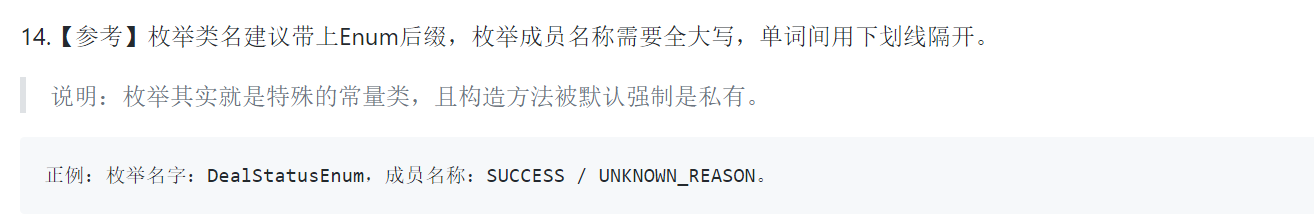 14.【参考】枚举类名建议带上Enum后缀，枚举成员名称需要全大写，单词间用下划线隔开。
说明：枚举其实就是特殊的常量类，且构造方法被默认强制是私有。
正例：枚举名字：DealStatusEnum，成员名称：SUCCESS / UNKNOWN_REASON。